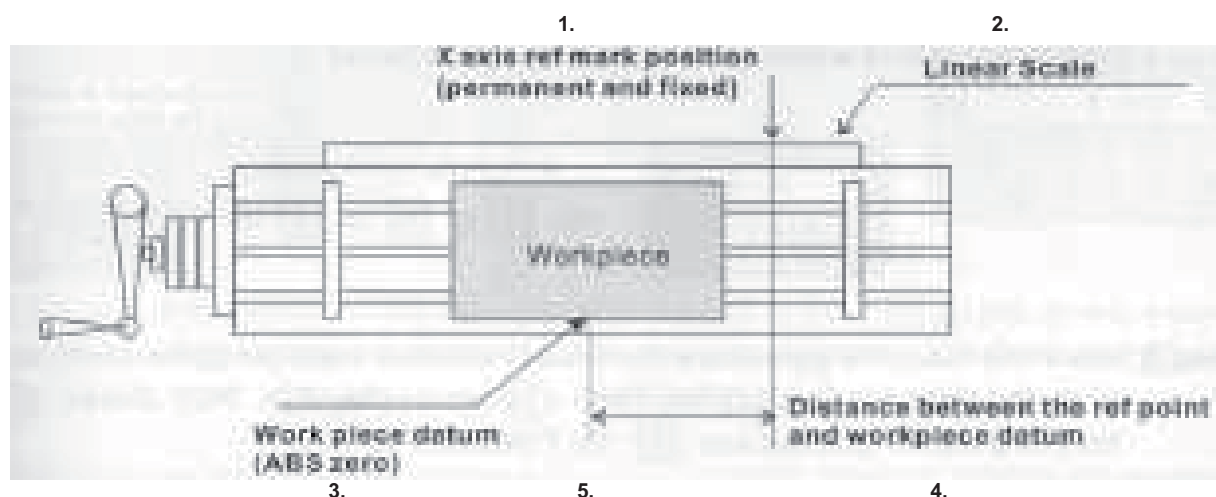 1.
2.
X axis ref mark position
(permanent and fixed)
Linear Scale
Workpiece
Distance between the ref point
and workpiece datum
Work piece datum
(ABS zero)
3.
5.
4.